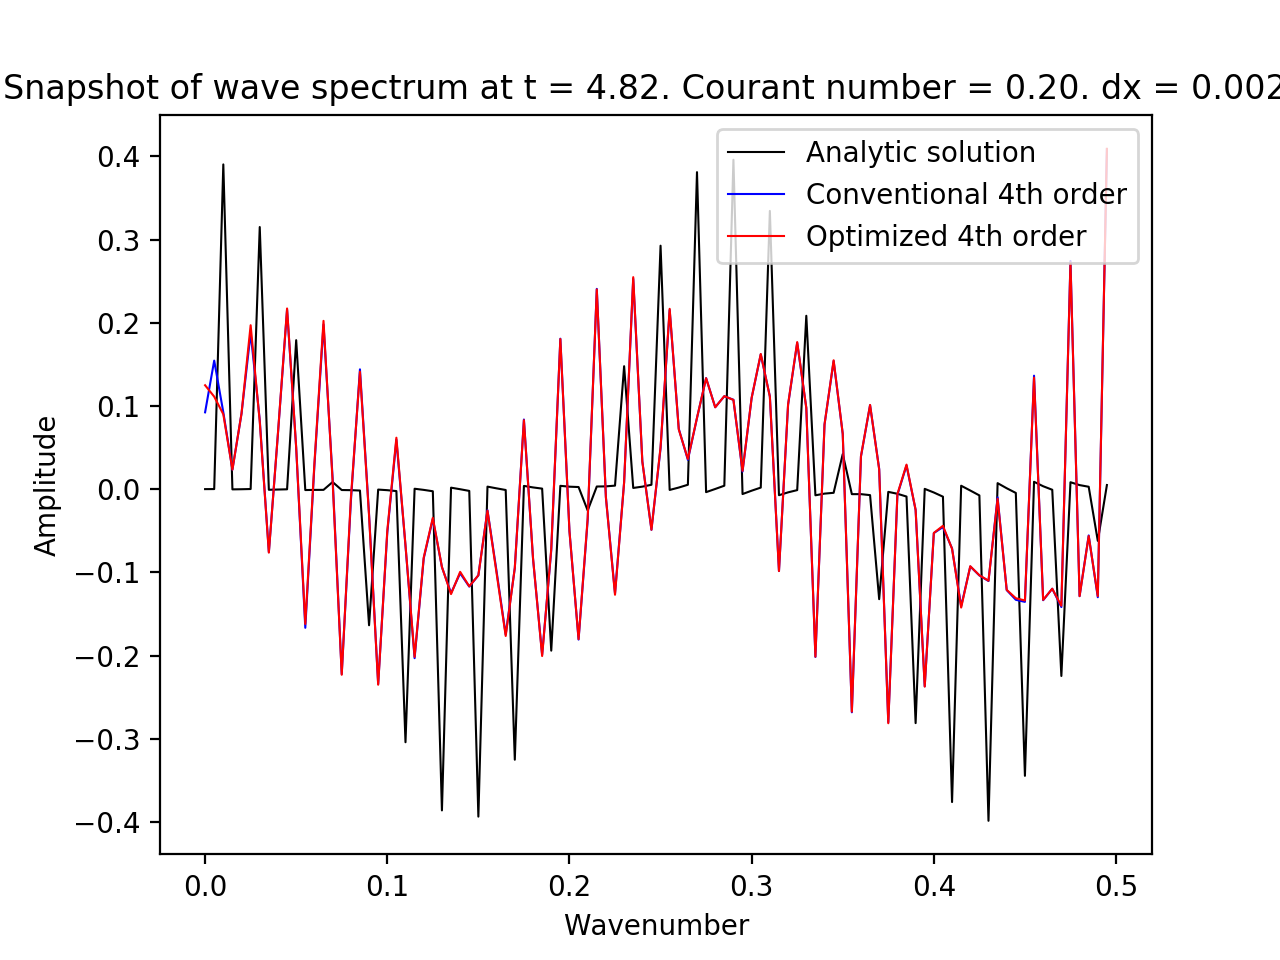 Snapshot of wave spectrum at t = 4.82. Courant number = 0.20. dx = 0.002
Analytic solution
Conventional 4th order
Optimized 4th order
Amplitude
0.4
0.3
0.2
0.1
0.0
−0.1
−0.2
−0.3
−0.4
0.0 0.1 0.2 0.3 0.4 0.5
Wavenumber